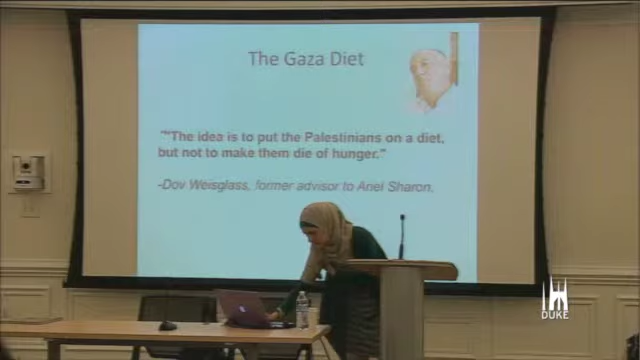 The Gaza Diet
""The idea is to put the Palestinians on a diet,
but not to make them die of hunger."
-Dov Weisglass, former advisor to Ariel Sharon.
DUKE